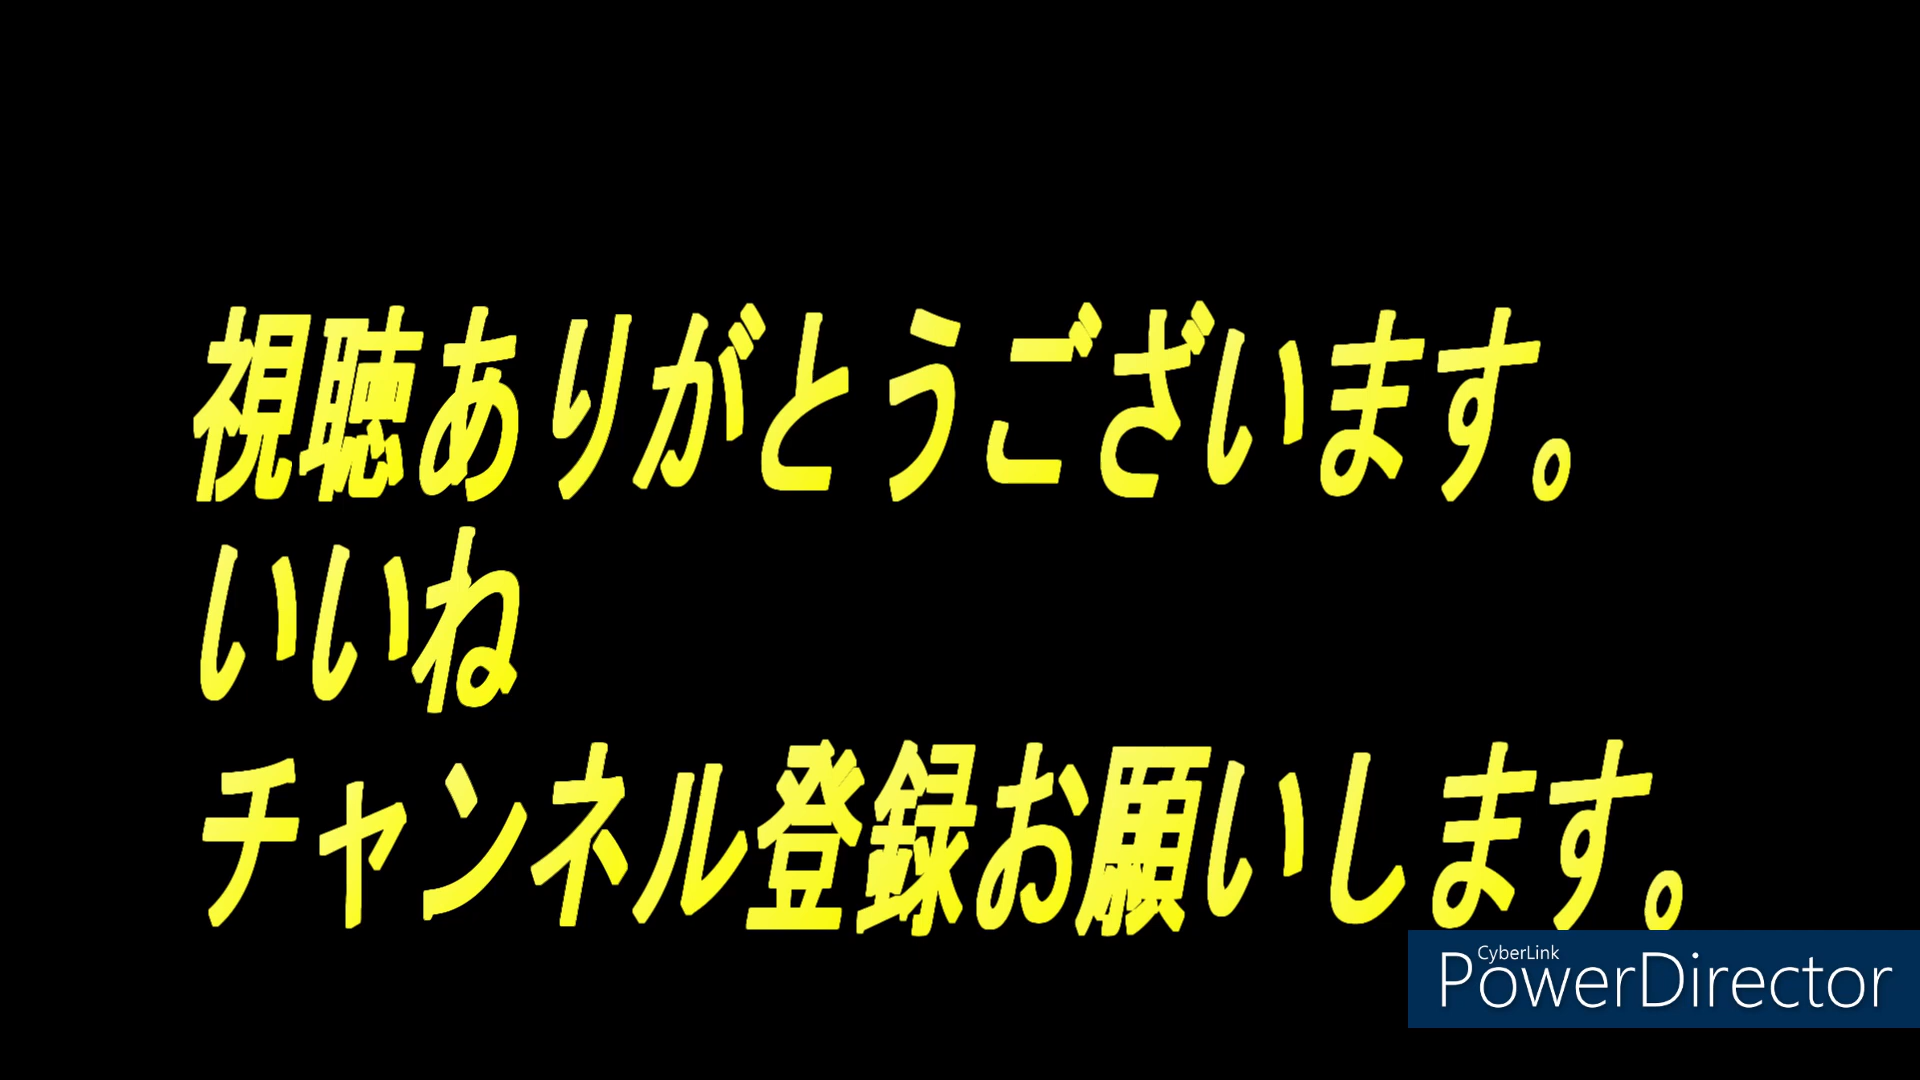 視聴ありがとうございます。
いいね
チャンネル登録お願いします。
CyberLink
PowerDirector